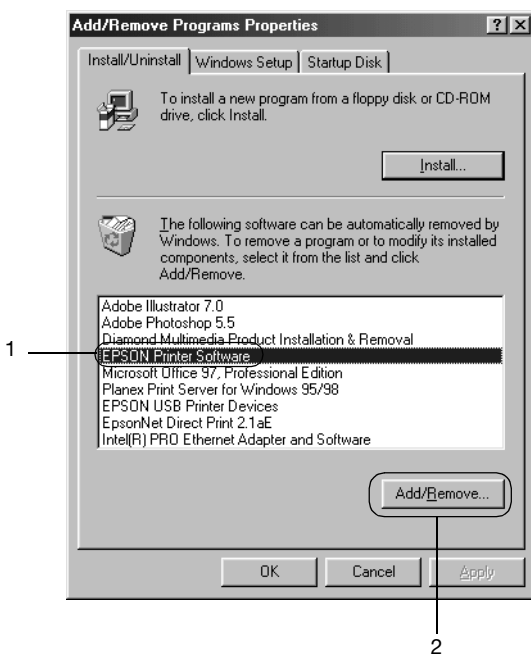 Add/Remove Programs Properties
? X
Install/Uninstall Windows Setup Startup Disk
To install a new program from a floppy disk or CD-ROM
drive, click Install.
Install...
The following software can be automatically removed by
Windows. To remove a program or to modify its installed
components, select it from the list and click
Add/Remove.
Adobe Illustrator 7.0
Adobe Photoshop 5.5
Diamond Multimedia Product Installation & Removal
1
EPSON Printer Software
Microsoft Office 97, Professional Edition
Planex Print Server for Windows 95/98
EPSON USB Printer Devices
EpsonNet Direct Print 2.1aE
Intel(R) PRO Ethernet Adapter and Software
Add/Remove...
OK Cancel Apply
2